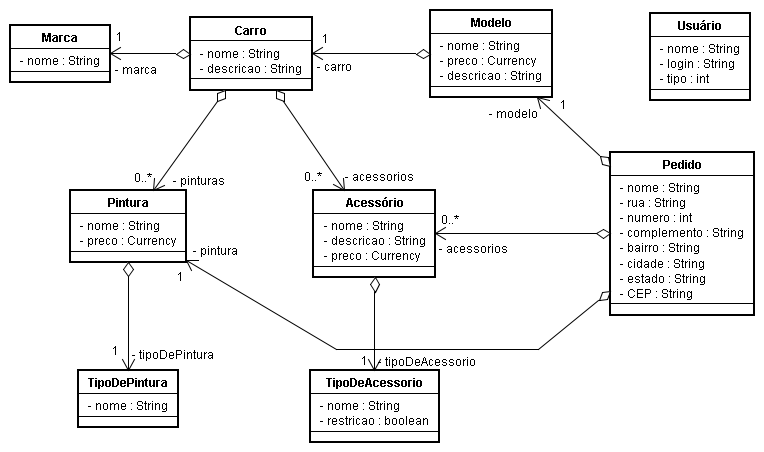 Marca
- nome : String
1
- marca
Carro
- nome : String
- descricao : String
1
- carro
Modelo
- nome : String
- preco : Currency
- descricao : String
Usuário
- nome : String
- login : String
- tipo : int
1
- modelo
Pedido
- nome : String
- rua : String
- numero : int
- complemento : String
- bairro : String
- cidade : String
- estado : String
- CEP : String
0..*
- pinturas
0..*
- acessorios
Pintura
- nome : String
- preco : Currency
- pintura
1
Acessório
- nome : String
- descricao : String
- preco : Currency
0..*
- acessorios
1
- tipoDePintura
1
- tipoDeAcessorio
TipoDePintura
- nome : String
TipoDeAcessorio
- nome : String
- restricao : boolean